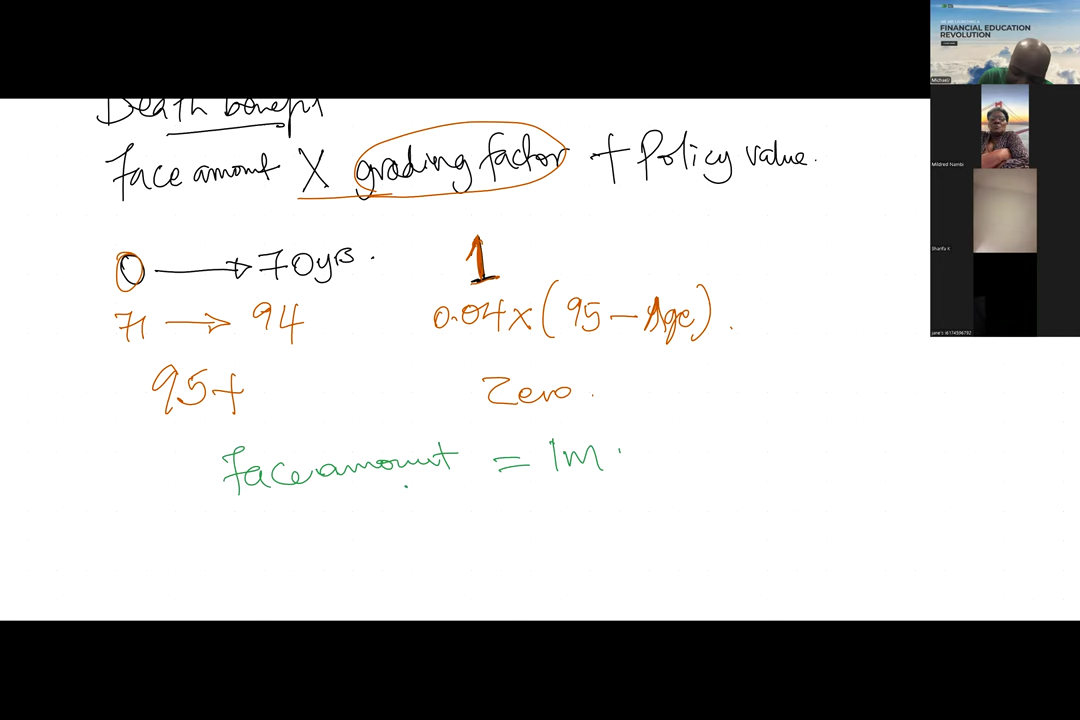 Death benefit
Face amount X grading factor + Policy value.
0 → 70yrs. 1
71 → 94 0.04x(95-Age).
95+ Zero.
Face amount = 1M.
FINANCIAL EDUCATION
REVOLUTION
Michael
Mildred Nambi
Sharifa K